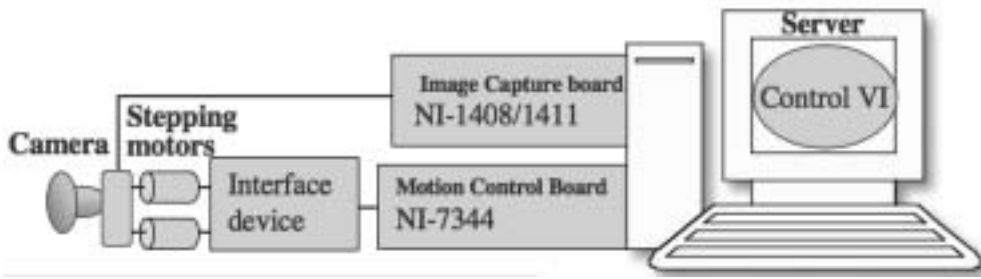 Server
Control VI
Image Capture board
NI-1408/1411
Stepping
motors
Camera
Interface
device
Motion Control Board
NI-7344